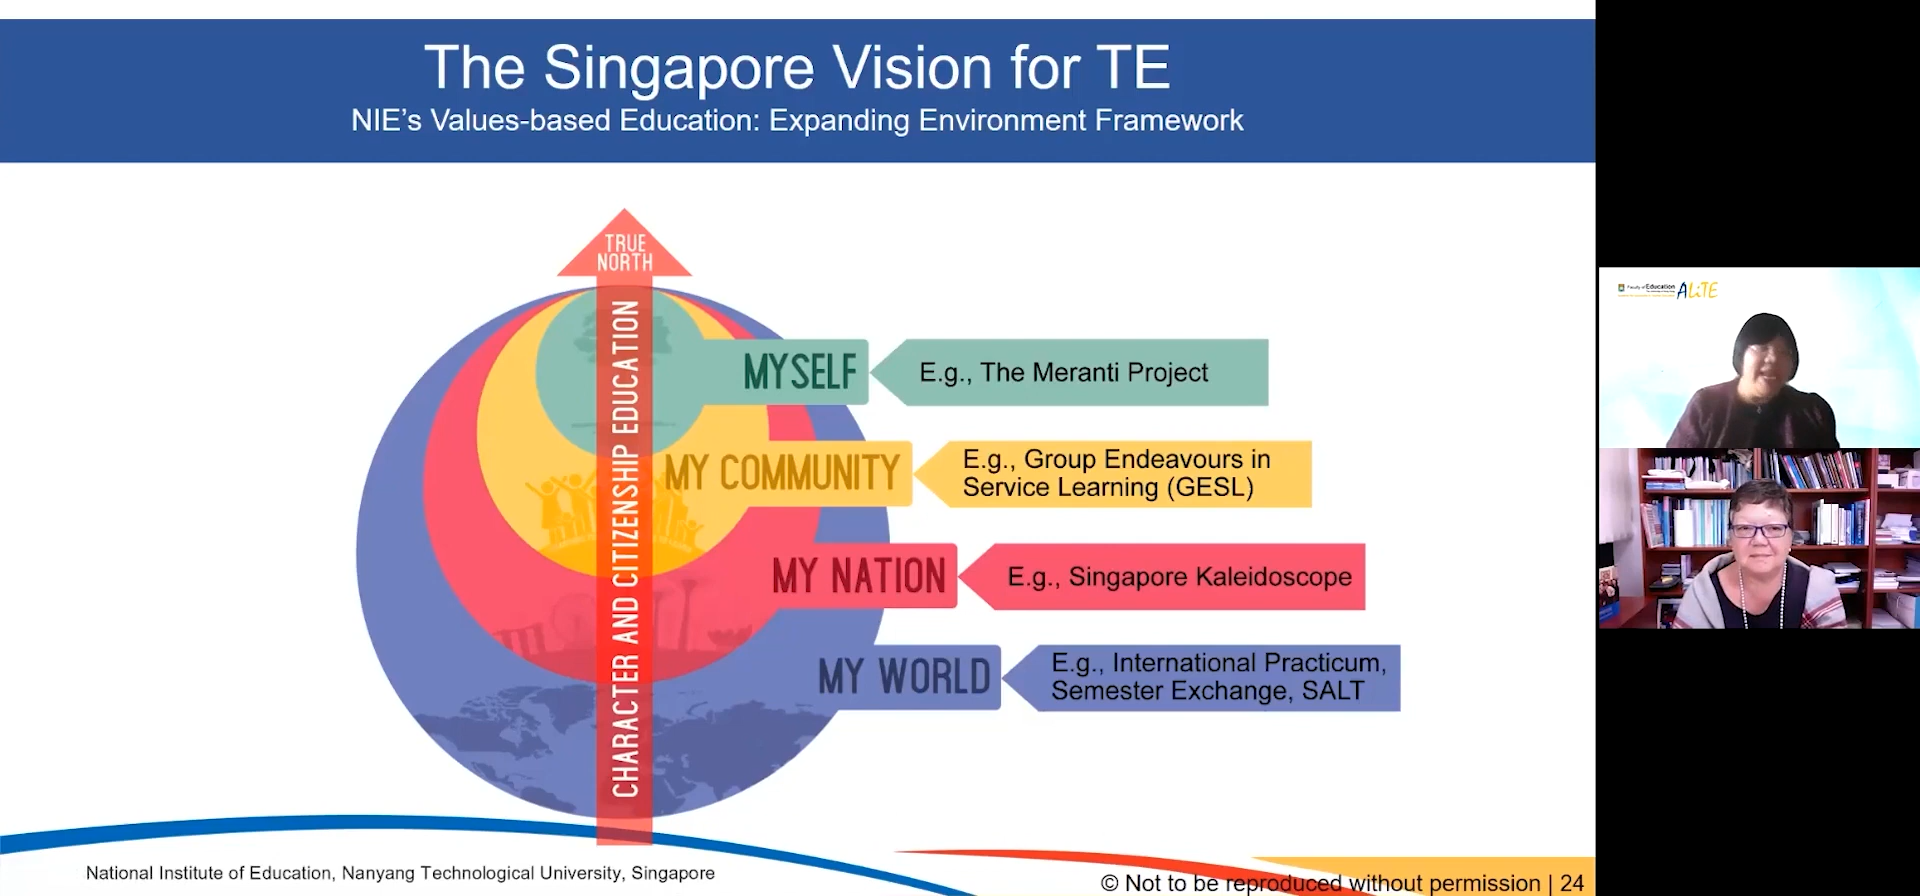 The Singapore Vision for TE
NIE's Values-based Education: Expanding Environment Framework
TRUE
NORTH
CHARACTER AND CITIZENSHIP EDUCATION
MYSELF
E.g., The Meranti Project
MY COMMUNITY
E.g., Group Endeavours in
Service Learning (GESL)
MY NATION
E.g., Singapore Kaleidoscope
MY WORLD
E.g., International Practicum,
Semester Exchange, SALT
National Institute of Education, Nanyang Technological University, Singapore
© Not to be reproduced without permission | 24
Faculty of Education
ALiTE